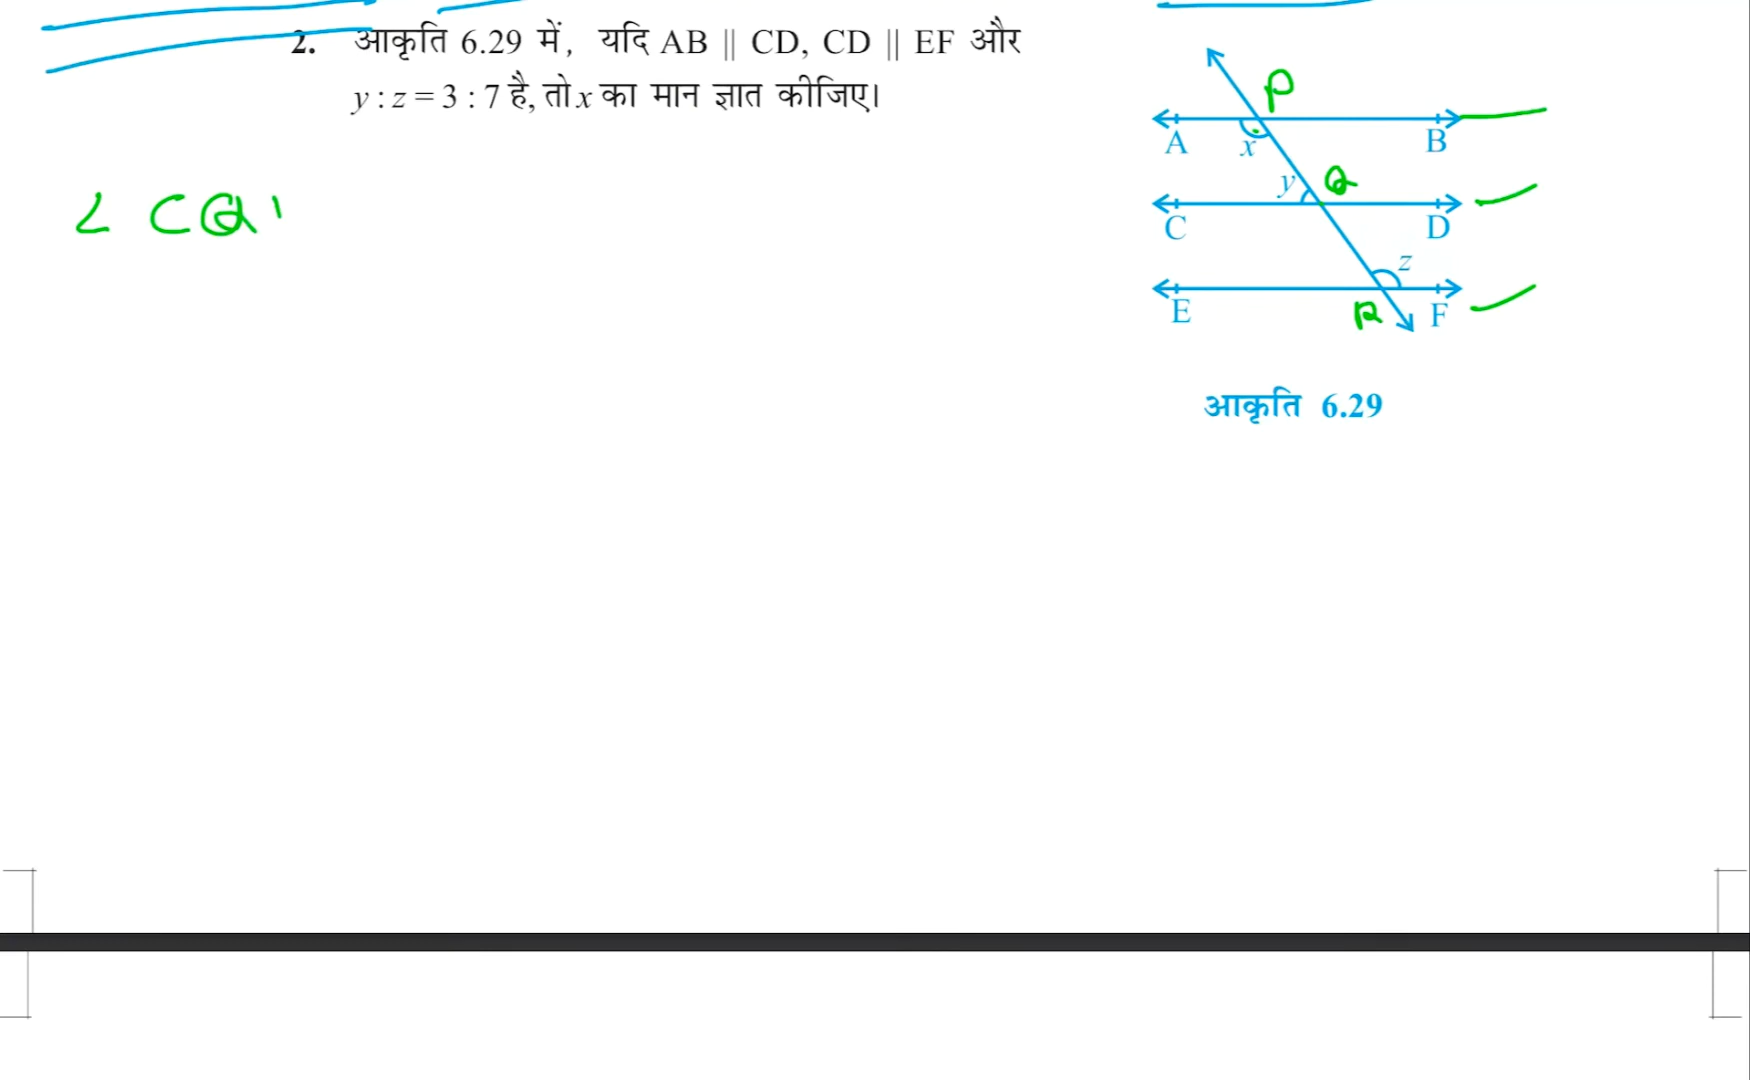 2. आकृति 6.29 में, यदि AB || CD, CD || EF और
y : z = 3 : 7 है, तो x का मान ज्ञात कीजिए।
∠ CQ
P
A x B
y Q
C D
z
E R F
आकृति 6.29